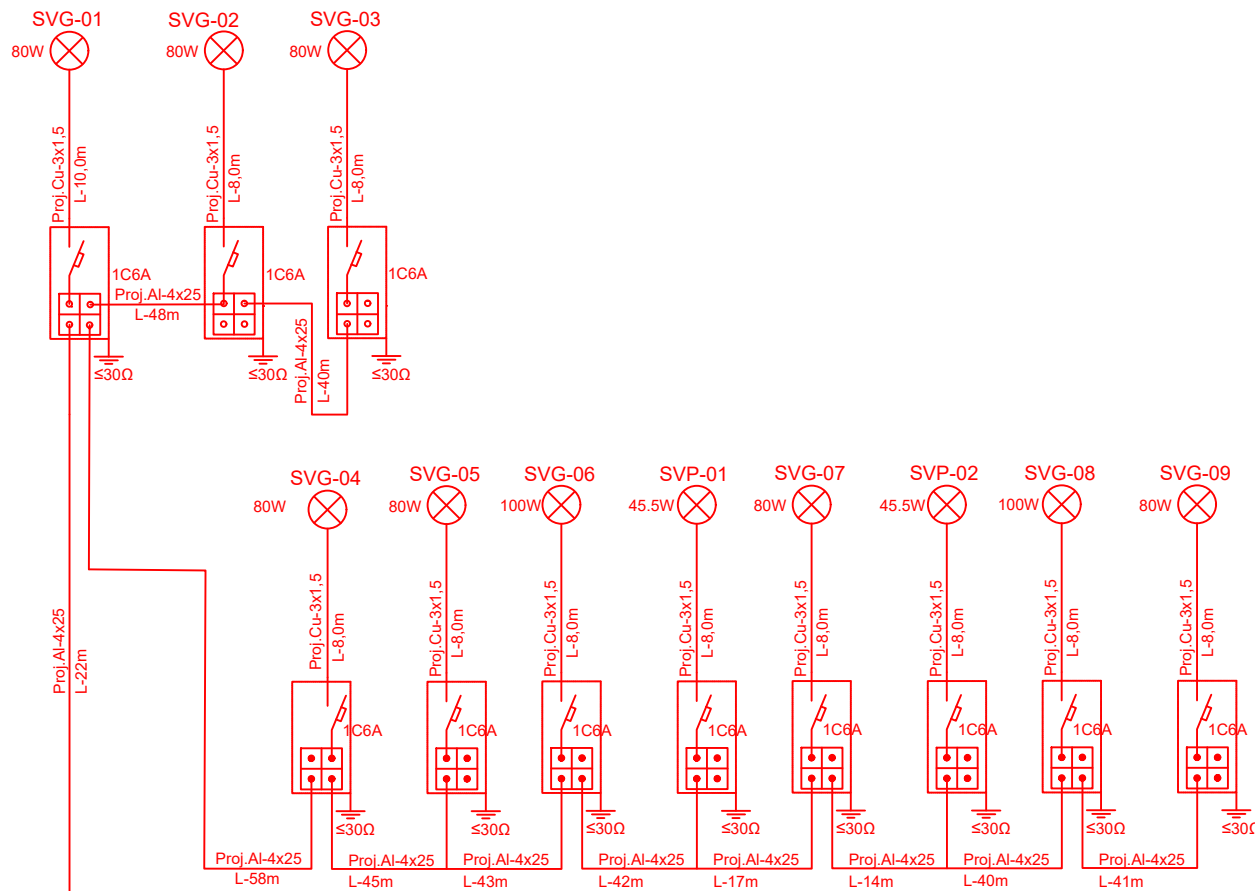 SVG-01
SVG-02
SVG-03
80W
80W
80W
Proj.Cu-3x1,5
L-10,0m
Proj.Cu-3x1,5
L-8,0m
Proj.Cu-3x1,5
L-8,0m
1C6A
1C6A
1C6A
Proj.Al-4x25
L-48m
Proj.Al-4x25
L-40m
≤30Ω
≤30Ω
≤30Ω
SVG-04
SVG-05
SVG-06
SVP-01
SVG-07
SVP-02
SVG-08
SVG-09
80W
80W
100W
45.5W
80W
45.5W
100W
80W
Proj.Cu-3x1,5
L-8,0m
Proj.Cu-3x1,5
L-8,0m
Proj.Cu-3x1,5
L-8,0m
Proj.Cu-3x1,5
L-8,0m
Proj.Cu-3x1,5
L-8,0m
Proj.Cu-3x1,5
L-8,0m
Proj.Cu-3x1,5
L-8,0m
Proj.Cu-3x1,5
L-8,0m
Proj.Al-4x25
L-22m
1C6A
1C6A
1C6A
1C6A
1C6A
1C6A
1C6A
1C6A
≤30Ω
≤30Ω
≤30Ω
≤30Ω
≤30Ω
≤30Ω
≤30Ω
≤30Ω
Proj.Al-4x25
L-58m
Proj.Al-4x25
L-45m
Proj.Al-4x25
L-43m
Proj.Al-4x25
L-42m
Proj.Al-4x25
L-17m
Proj.Al-4x25
L-14m
Proj.Al-4x25
L-40m
Proj.Al-4x25
L-41m